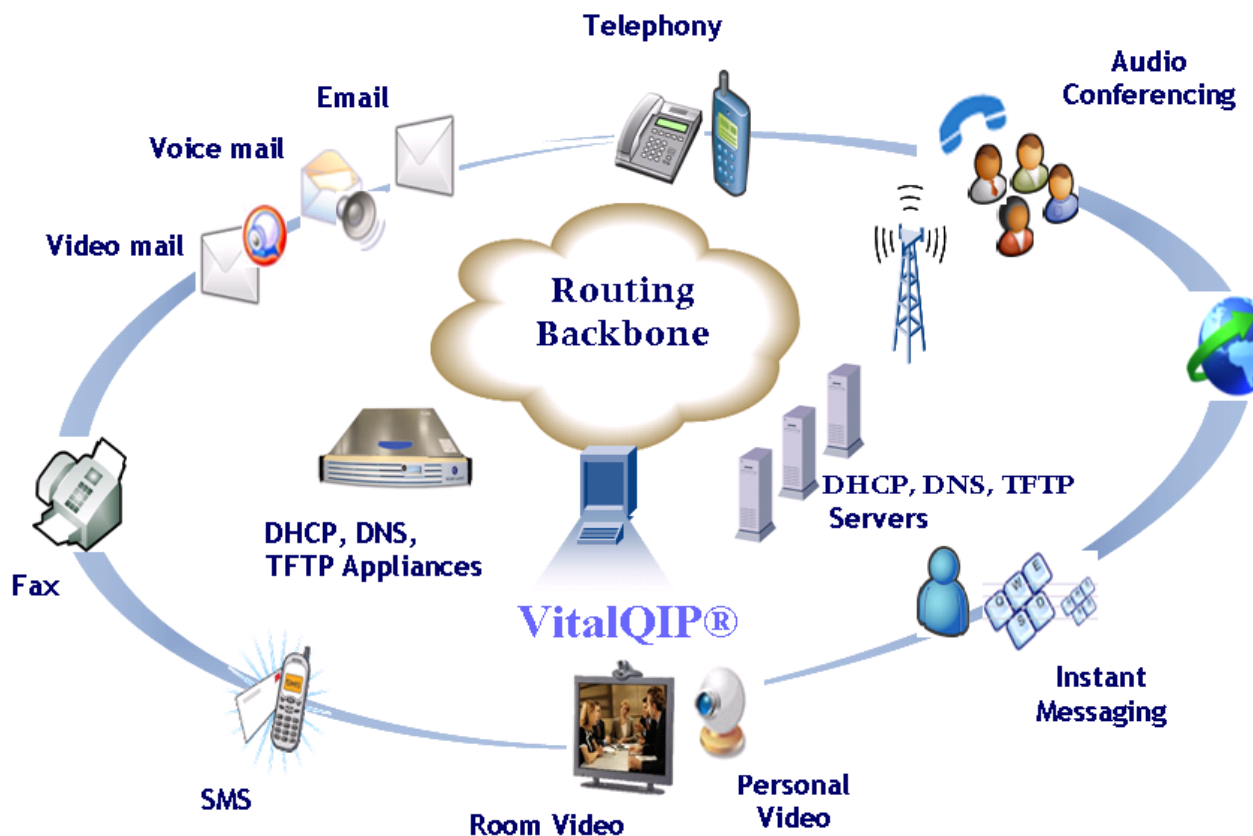 Telephony
Audio
Conferencing
Email
Voice mail
Video mail
Routing
Backbone
DHCP, DNS, TFTP
Servers
DHCP, DNS,
TFTP Appliances
Fax
VitalQIP®
Q W E
S D
Instant
Messaging
SMS
SMS
Personal
Video
Room Video